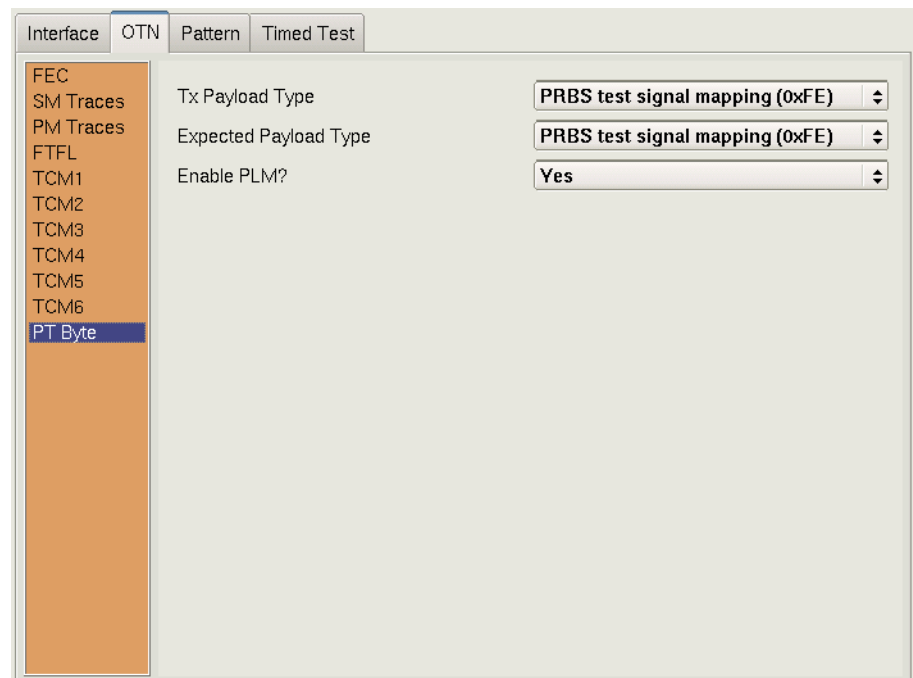 Interface OTN Pattern Timed Test
FEC
SM Traces
PM Traces
FTFL
TCM1
TCM2
TCM3
TCM4
TCM5
TCM6
PT Byte
Tx Payload Type PRBS test signal mapping (0xFE)
Expected Payload Type PRBS test signal mapping (0xFE)
Enable PLM? Yes